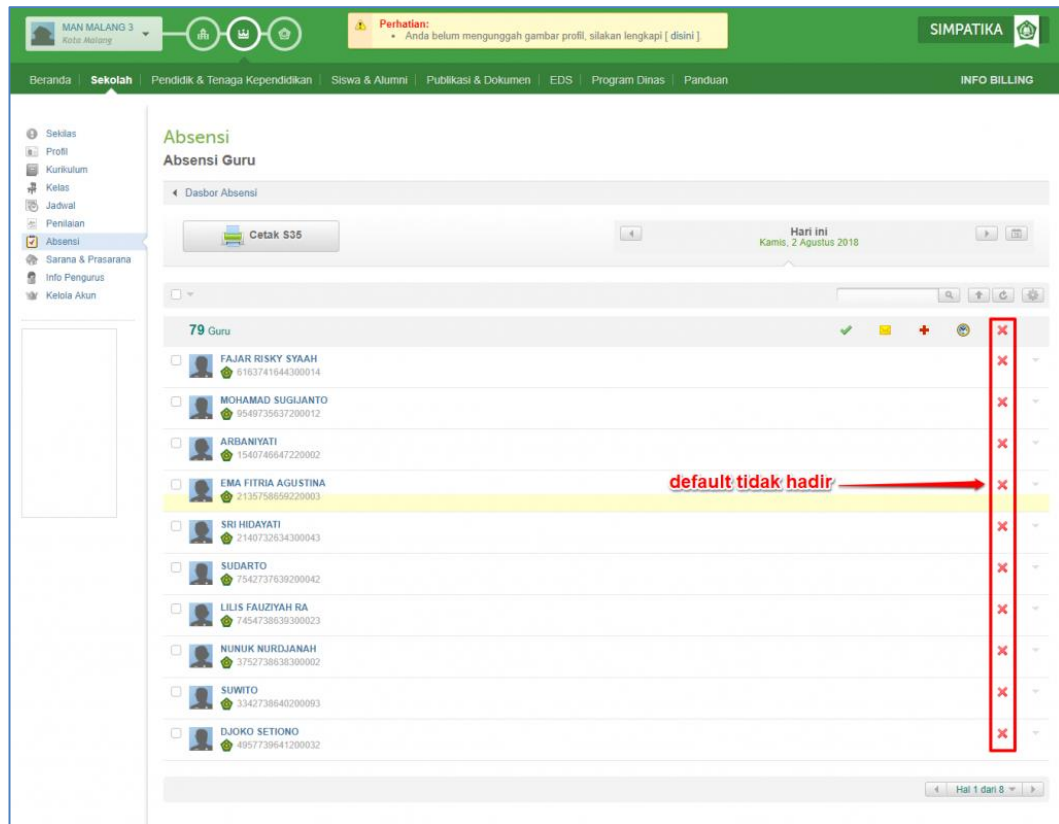 MAN MALANG 3
Kota Malang
Perhatian:
Anda belum mengunggah gambar profil, silakan lengkapi [ disini ].
SIMPATIKA
Beranda | Sekolah | Pendidik & Tenaga Kependidikan | Siswa & Alumni | Publikasi & Dokumen | EDS | Program Dinas | Panduan
INFO BILLING
Sekilas
Profil
Kurikulum
Kelas
Jadwal
Penilaian
Absensi
Sarana & Prasarana
Info Pengurus
Kelola Akun
Absensi
Absensi Guru
Dasbor Absensi
Cetak S35
Hari ini
Kamis, 2 Agustus 2018
79 Guru
FAJAR RISKY SYAAH
6163741644300014
MOHAMAD SUGIJANTO
9549735637200012
ARBANIYATI
1540746647220002
EMA FITRIA AGUSTINA
2135758659220003
default tidak hadir
SRI HIDAYATI
2140732634300043
SUDARTO
7542737639200042
LILIS FAUZIYAH RA
7454738639300023
NUNUK NURDJANAH
3752738638300002
SUWITO
3342738640200093
DJOKO SETIONO
4957739641200032
Hal 1 dari 8